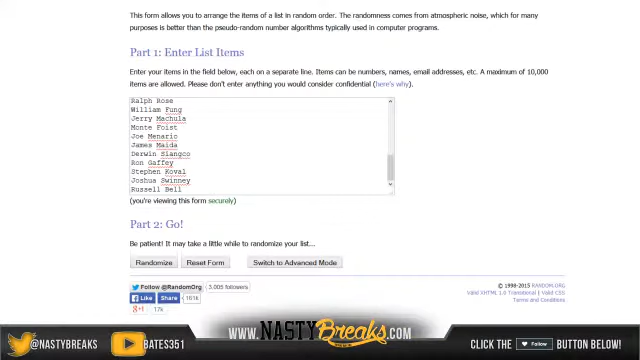 This form allows you to arrange the items of a list in random order. The randomness comes from atmospheric noise, which for many
purposes is better than the pseudo-random number algorithms typically used in computer programs.
Part 1: Enter List Items
Enter your items in the field below, each on a separate line. Items can be numbers, names, email addresses, etc. A maximum of 10,000
items are allowed. Please don't enter anything you would consider confidential (here's why).
Ralph Rose
William Fung
Jerry Machula
Monte Foist
Joe Menario
James Maida
Derwin Siangco
Ron Gaffey
Stephen Koval
Joshua Swinney
Russell Bell
(you're viewing this form securely)
Part 2: Go!
Be patient! It may take a little while to randomize your list...
Randomize Reset Form Switch to Advanced Mode
Follow @RandomOrg 3,005 followers
Like Share 181k
g+1 17k
© 1998-2015 RANDOM.ORG
Valid XHTML 1.0 Transitional | Valid CSS
Terms and Conditions
@NASTYBREAKS BATES351 WWW.NASTYBreaks.COM CLICK THE Follow BUTTON BELOW!